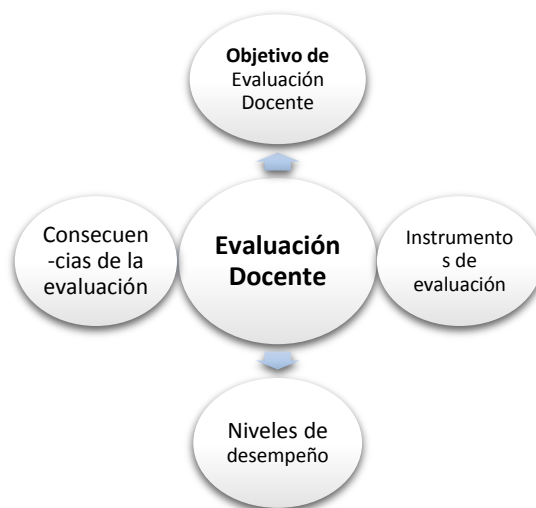 Objetivo de
Evaluación
Docente
Consecuen
-cias de la
evaluación
Evaluación
Docente
Instrumento
s de
evaluación
Niveles de
desempeño